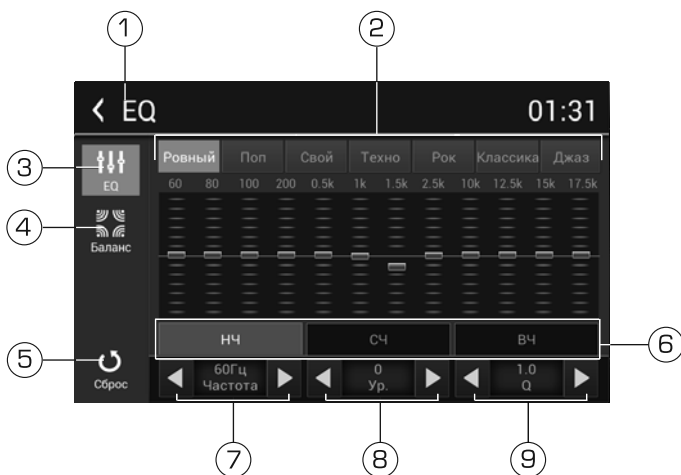 1 2
EQ 01:31
3 EQ
Ровный Поп Свой Техно Рок Классика Джаз
60 80 100 200 0.5k 1k 1.5k 2.5k 10k 12.5k 15k 17.5k
4 Баланс
НЧ СЧ ВЧ 6
5 Сброс
60Гц 0 1.0
Частота Ур. Q
7 8 9